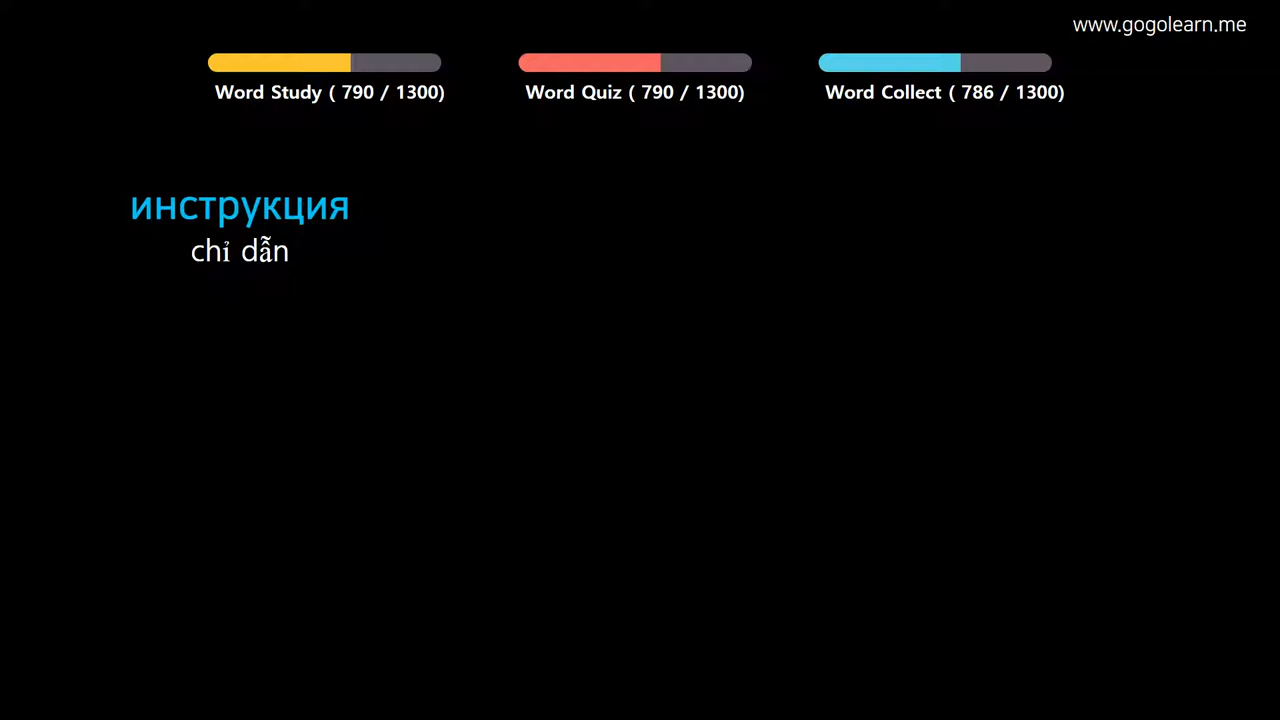 www.gogolearn.me
Word Study ( 790 / 1300)
Word Quiz ( 790 / 1300)
Word Collect ( 786 / 1300)
инструкция
chỉ dẫn